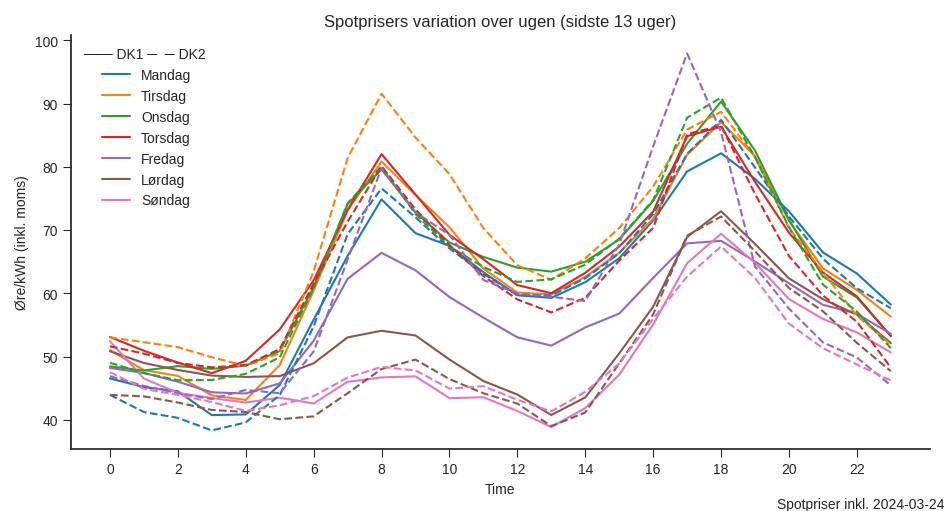 Spotprisers variation over ugen (sidste 13 uger)
Øre/kWh (inkl. moms)
100
90
80
70
60
50
40
DK1 DK2
Mandag
Tirsdag
Onsdag
Torsdag
Fredag
Lørdag
Søndag
0 2 4 6 8 10 12 14 16 18 20 22
Time
Spotpriser inkl. 2024-03-24